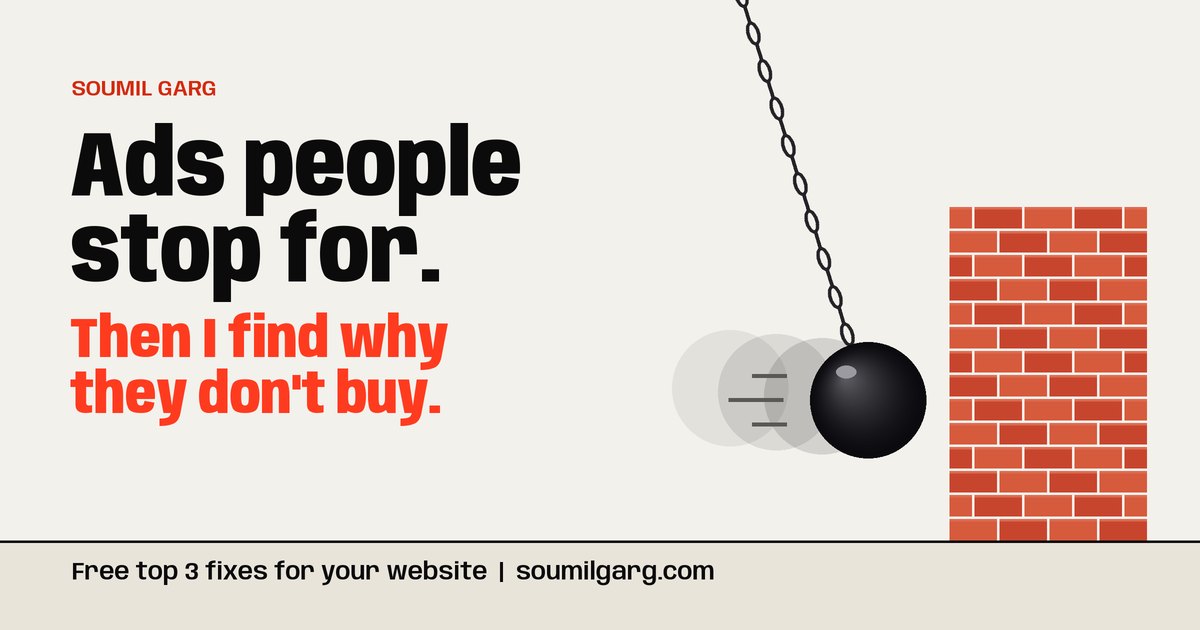 SOUMIL GARG
Ads people
stop for.
Then I find why
they don't buy.
Free top 3 fixes for your website | soumilgarg.com